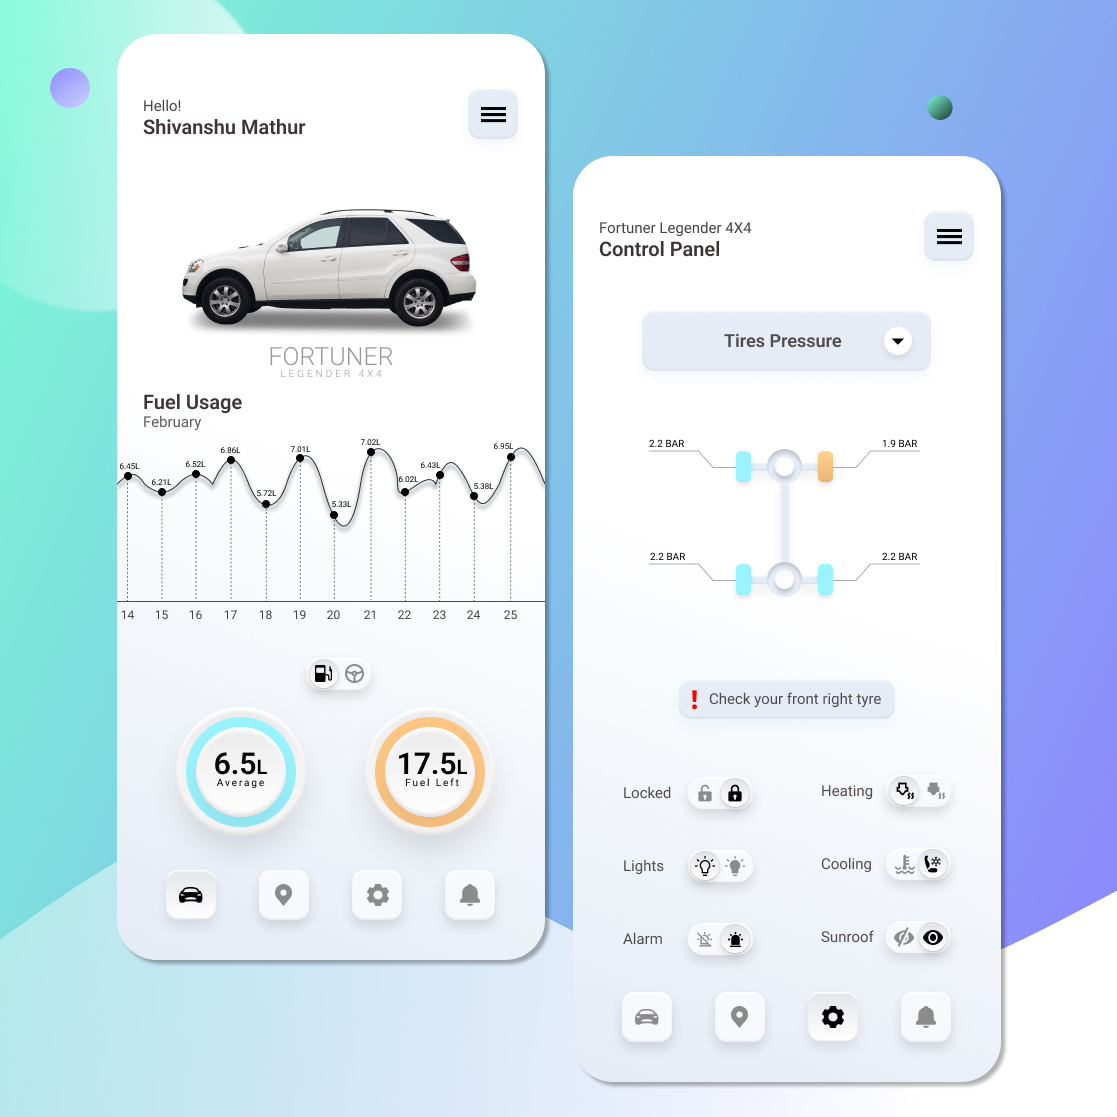 Hello!
Shivanshu Mathur
FORTUNER
LEGENDER 4X4
Fuel Usage
February
6.45L 6.21L 6.52L 6.86L 5.72L 7.01L 5.33L 7.02L 6.02L 6.43L 5.38L 6.95L
14 15 16 17 18 19 20 21 22 23 24 25
6.5L
Average
17.5L
Fuel Left
Fortuner Legender 4X4
Control Panel
Tires Pressure
2.2 BAR 1.9 BAR
2.2 BAR 2.2 BAR
! Check your front right tyre
Locked Heating
Lights Cooling
Alarm Sunroof